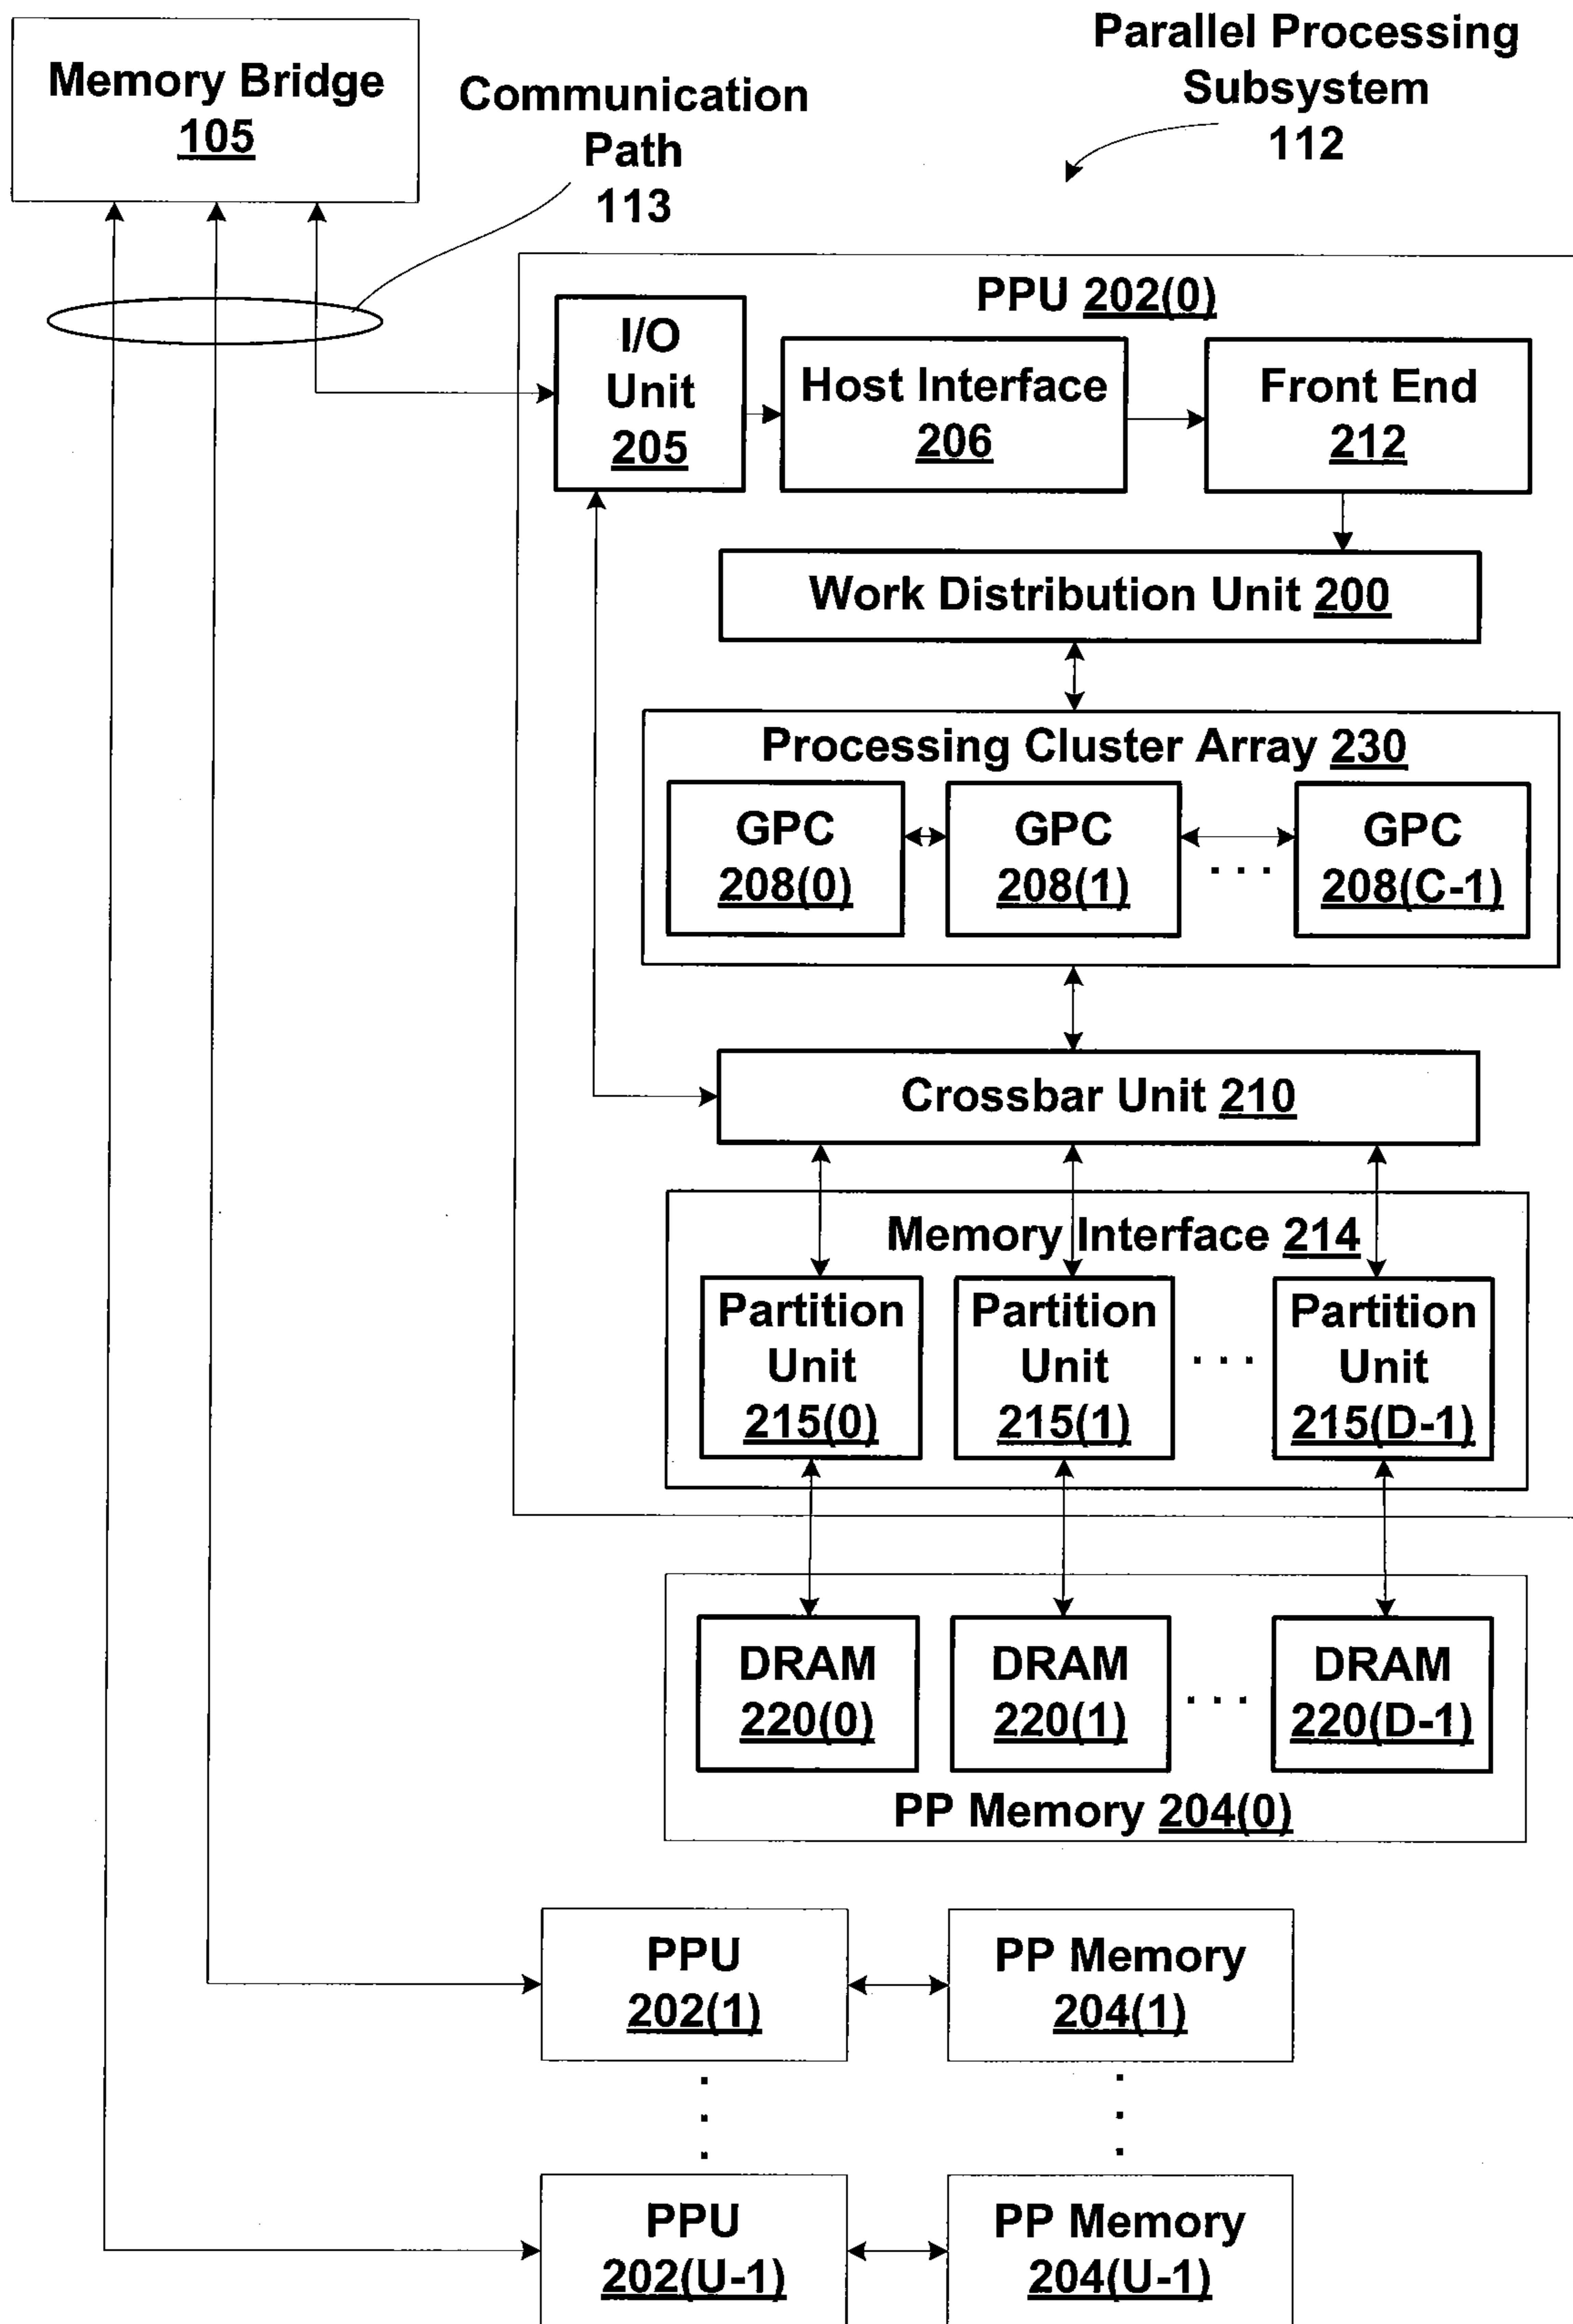 Memory Bridge
105
Communication
Path
113
Parallel Processing
Subsystem
112
PPU 202(0)
I/O
Unit
205
Host Interface
206
Front End
212
Work Distribution Unit 200
Processing Cluster Array 230
GPC
208(0)
GPC
208(1)
. . .
GPC
208(C-1)
Crossbar Unit 210
Memory Interface 214
Partition
Unit
215(0)
Partition
Unit
215(1)
. . .
Partition
Unit
215(D-1)
DRAM
220(0)
DRAM
220(1)
. . .
DRAM
220(D-1)
PP Memory 204(0)
PPU
202(1)
PP Memory
204(1)
PPU
202(U-1)
PP Memory
204(U-1)